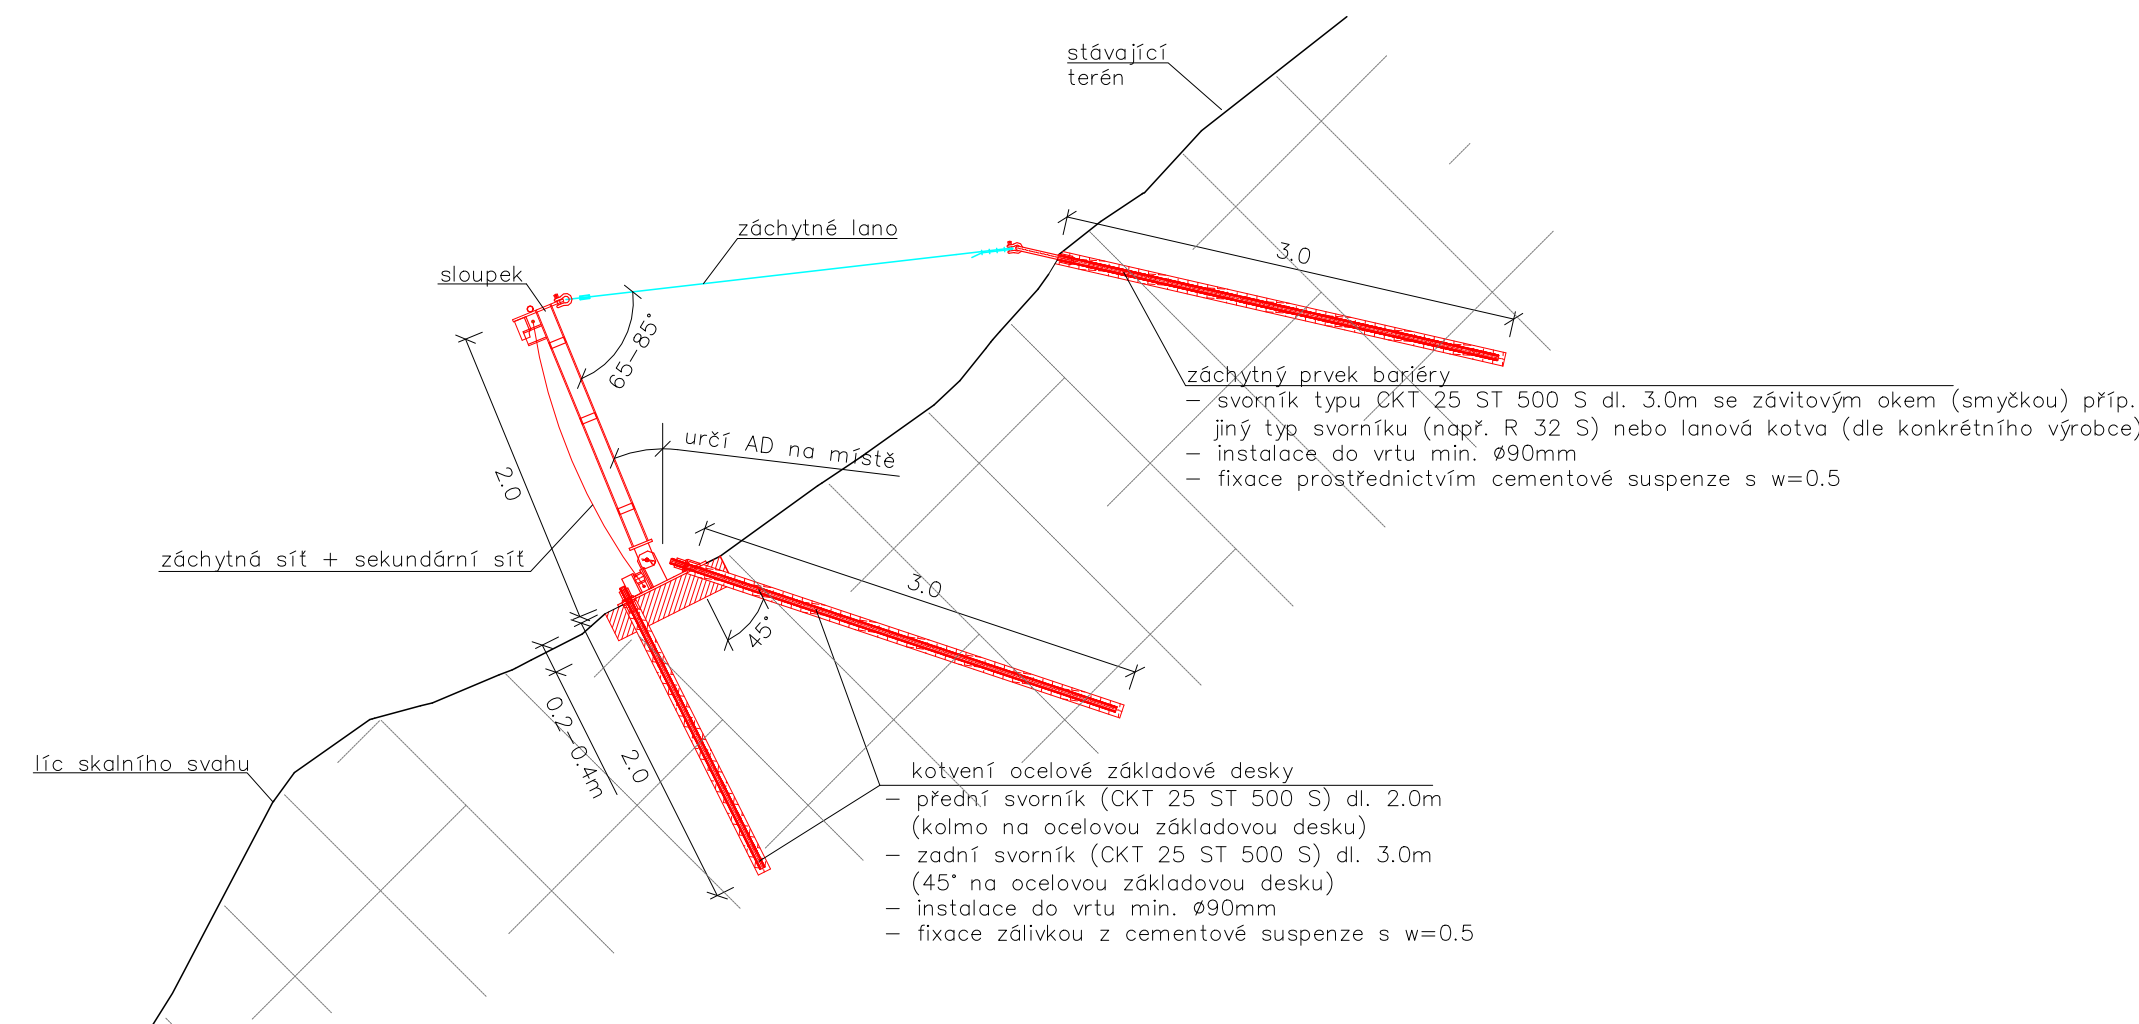 stávající
terén
záchytné lano
sloupek
3.0
65-85°
záchytný prvek bariéry
- svorník typu CKT 25 ST 500 S dl. 3.0m se závitovým okem (smyčkou) příp.
jiný typ svorníku (např. R 32 S) nebo lanová kotva (dle konkrétního výrobce)
- instalace do vrtu min. ø90mm
- fixace prostřednictvím cementové suspenze s w=0.5
určí AD na místě
2.0
záchytná síť + sekundární síť
3.0
45°
0.2-0.4m
2.0
líc skalního svahu
kotvení ocelové základové desky
- přední svorník (CKT 25 ST 500 S) dl. 2.0m
(kolmo na ocelovou základovou desku)
- zadní svorník (CKT 25 ST 500 S) dl. 3.0m
(45° na ocelovou základovou desku)
- instalace do vrtu min. ø90mm
- fixace zálivkou z cementové suspenze s w=0.5